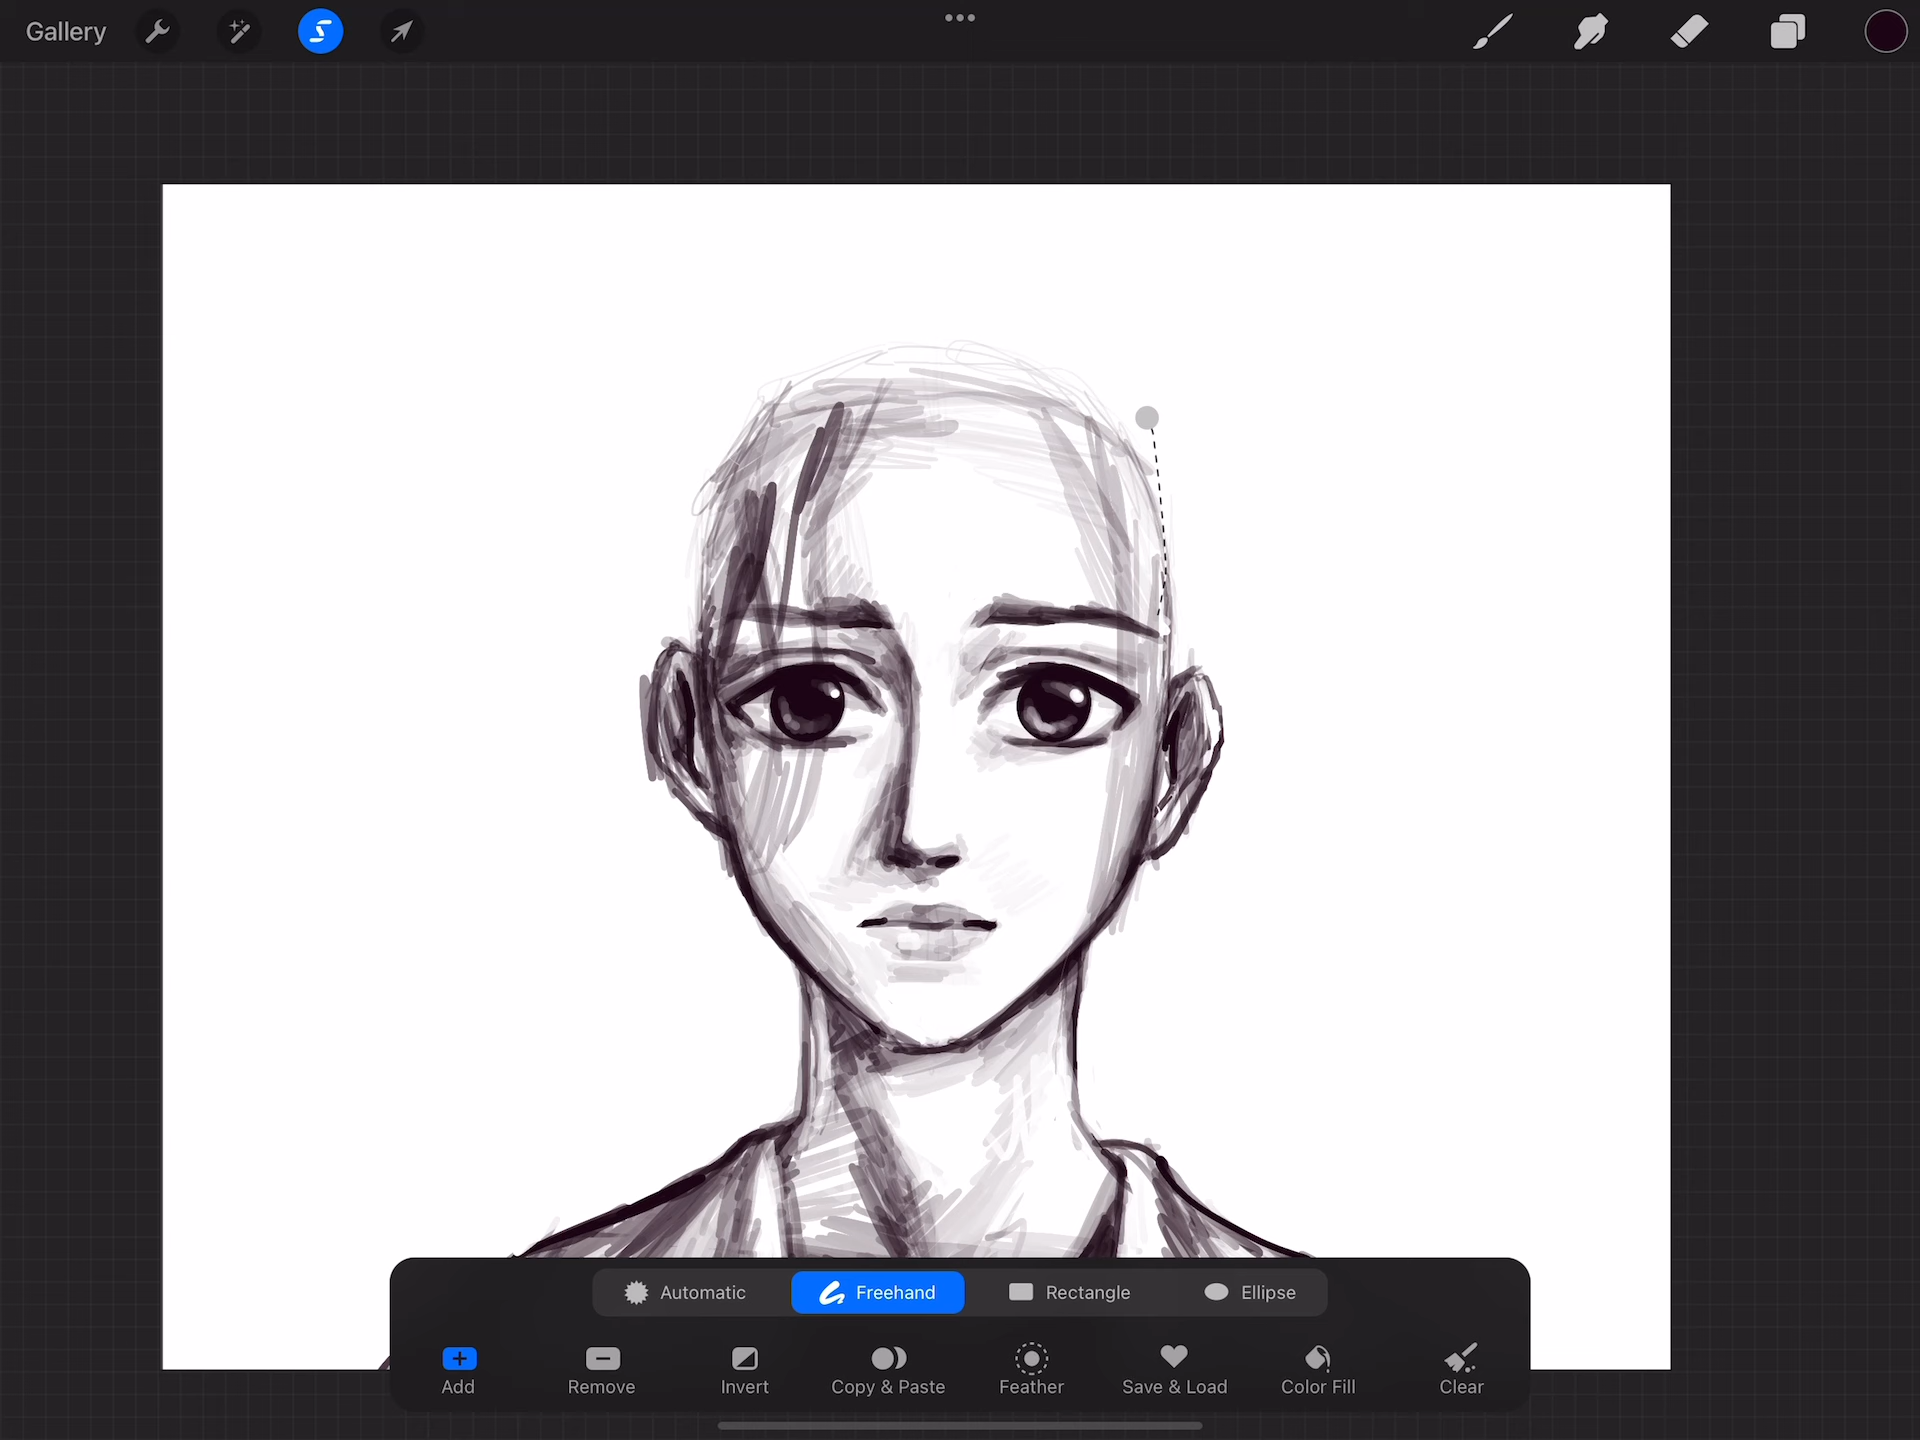 Gallery
Automatic Freehand Rectangle Ellipse
Add Remove Invert Copy & Paste Feather Save & Load Color Fill Clear